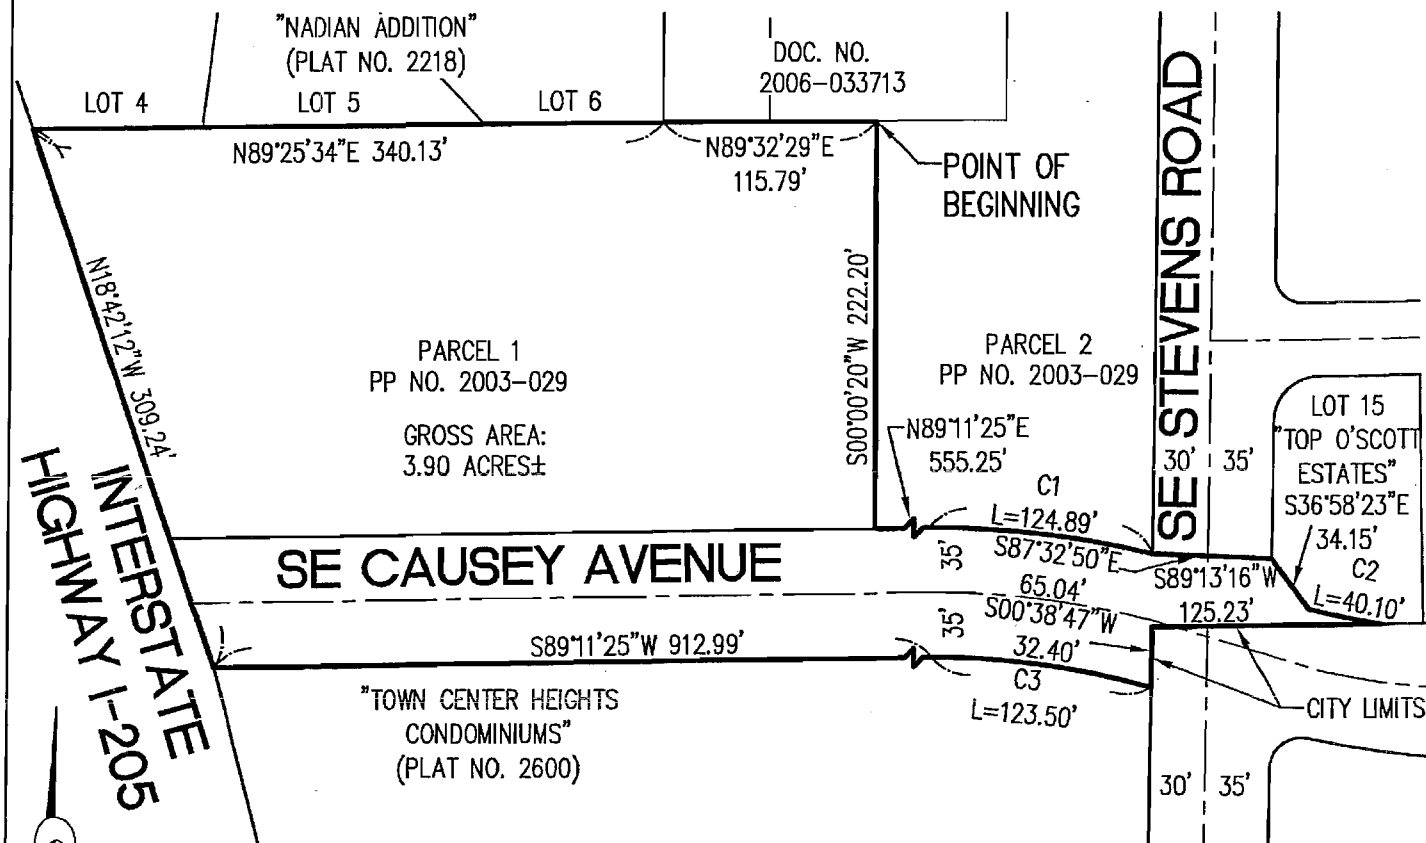 "NADIAN ADDITION"
(PLAT NO. 2218)
DOC. NO.
2006-033713
LOT 4
LOT 5
LOT 6
N89°25'34"E 340.13'
N89°32'29"E
115.79'
POINT OF
BEGINNING
SE STEVENS ROAD
N18°42'12"W 309.24'
S00°00'20"W 222.20'
PARCEL 1
PP NO. 2003-029
GROSS AREA:
3.90 ACRES±
PARCEL 2
PP NO. 2003-029
N89°11'25"E
555.25'
C1
L=124.89'
S87°32'50"E
65.04'
30'
35'
LOT 15
"TOP O'SCOTT
ESTATES"
S36°58'23"E
34.15'
C2
L=40.10'
S89°13'16"W
125.23'
INTERSTATE
HIGHWAY I-205
SE CAUSEY AVENUE
35'
35'
S00°38'47"W
32.40'
S89°11'25"W 912.99'
C3
L=123.50'
CITY LIMITS
"TOWN CENTER HEIGHTS
CONDOMINIUMS"
(PLAT NO. 2600)
30'
35'